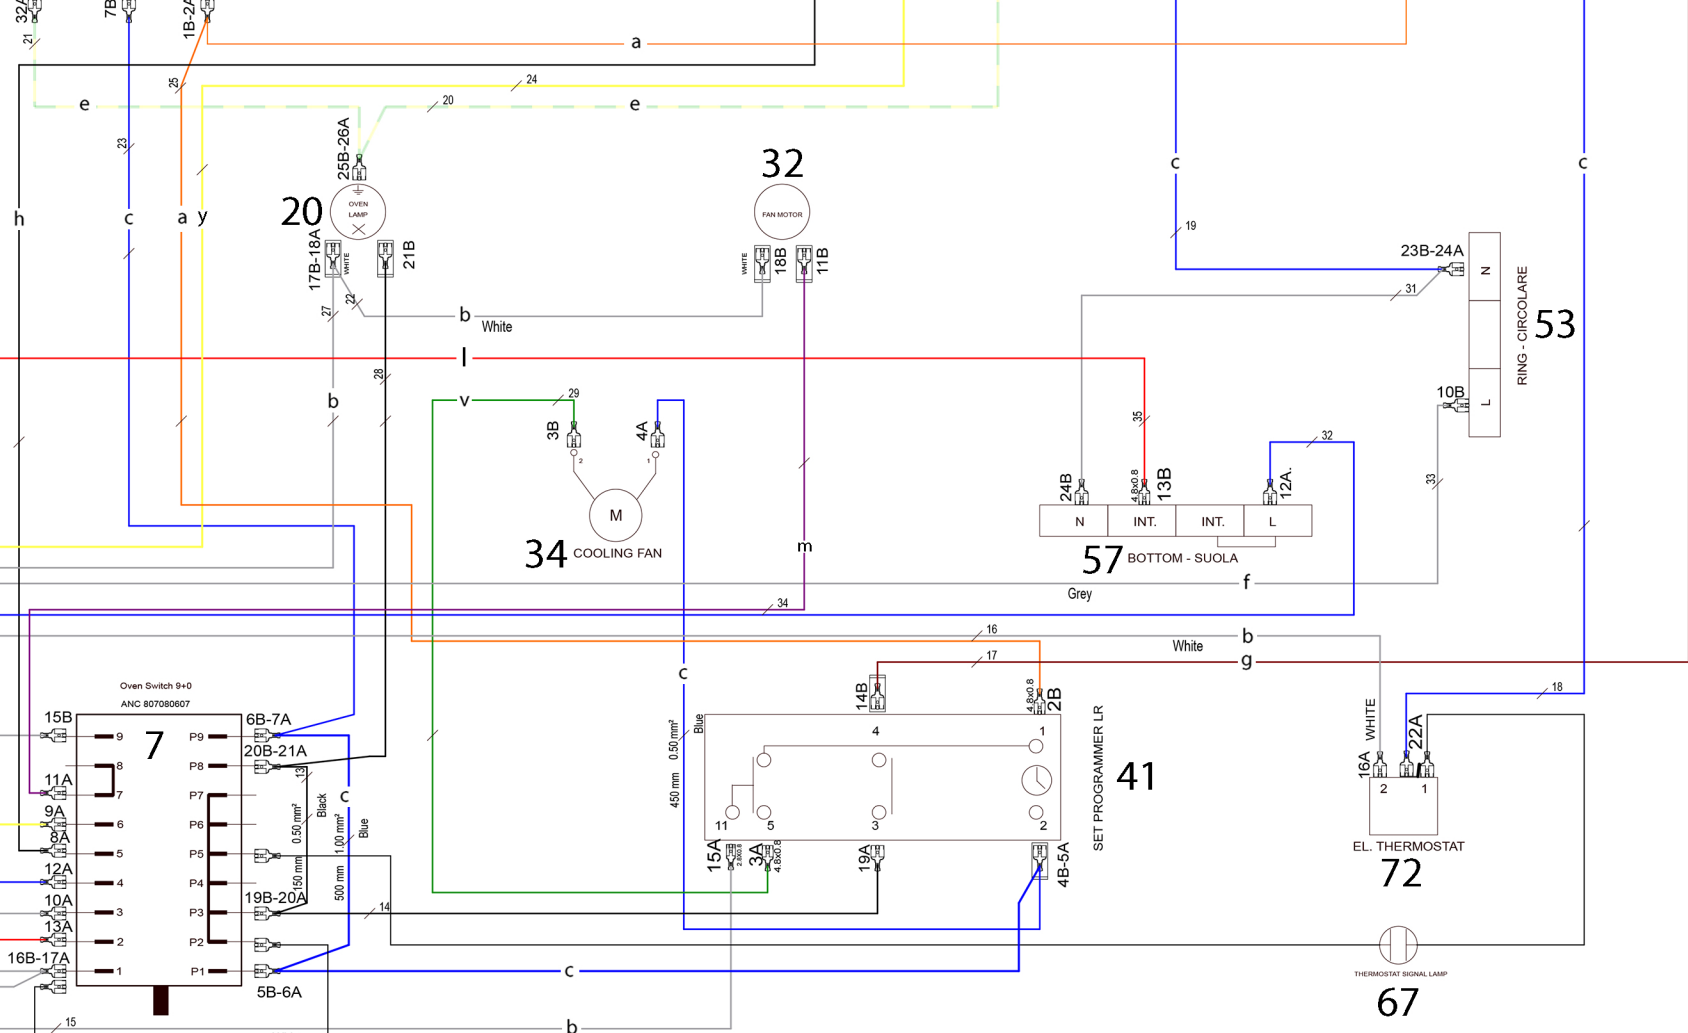 32A
7B
1B-2A
21
a
25
24
e
20
e
23
25B-26A
32
c
c
20
OVEN
LAMP
FAN MOTOR
h
c
a
y
19
17B-18A
WHITE
21B
WHITE
18B
11B
23B-24A
N
RING - CIRCOLARE
53
31
22
27
b
White
l
28
b
v
29
10B
L
3B
4A
2
1
35
32
33
24B
4.8x0.8
13B
12A.
M
N
INT.
INT.
L
34
COOLING FAN
57
BOTTOM - SUOLA
m
f
Grey
34
16
b
White
17
g
c
Oven Switch 9+0
ANC 807080607
18
15B
7
6B-7A
14B
4.8x0.8
2B
SET PROGRAMMER LR
WHITE
22A
16A
9
P9
20B-21A
450 mm
0.50 mm²
Blue
4
1
8
P8
13
41
11A
7
P7
c
2
1
9A
6
P6
150 mm
0.50 mm²
Black
500 mm
1.00 mm²
Blue
11
5
3
2
8A
5
P5
15A
2.8X0.8
3A
4.8x0.8
19A
4B-5A
EL. THERMOSTAT
72
12A
4
P4
10A
3
P3
19B-20A
14
13A
2
P2
16B-17A
1
P1
c
THERMOSTAT SIGNAL LAMP
67
5B-6A
15
b